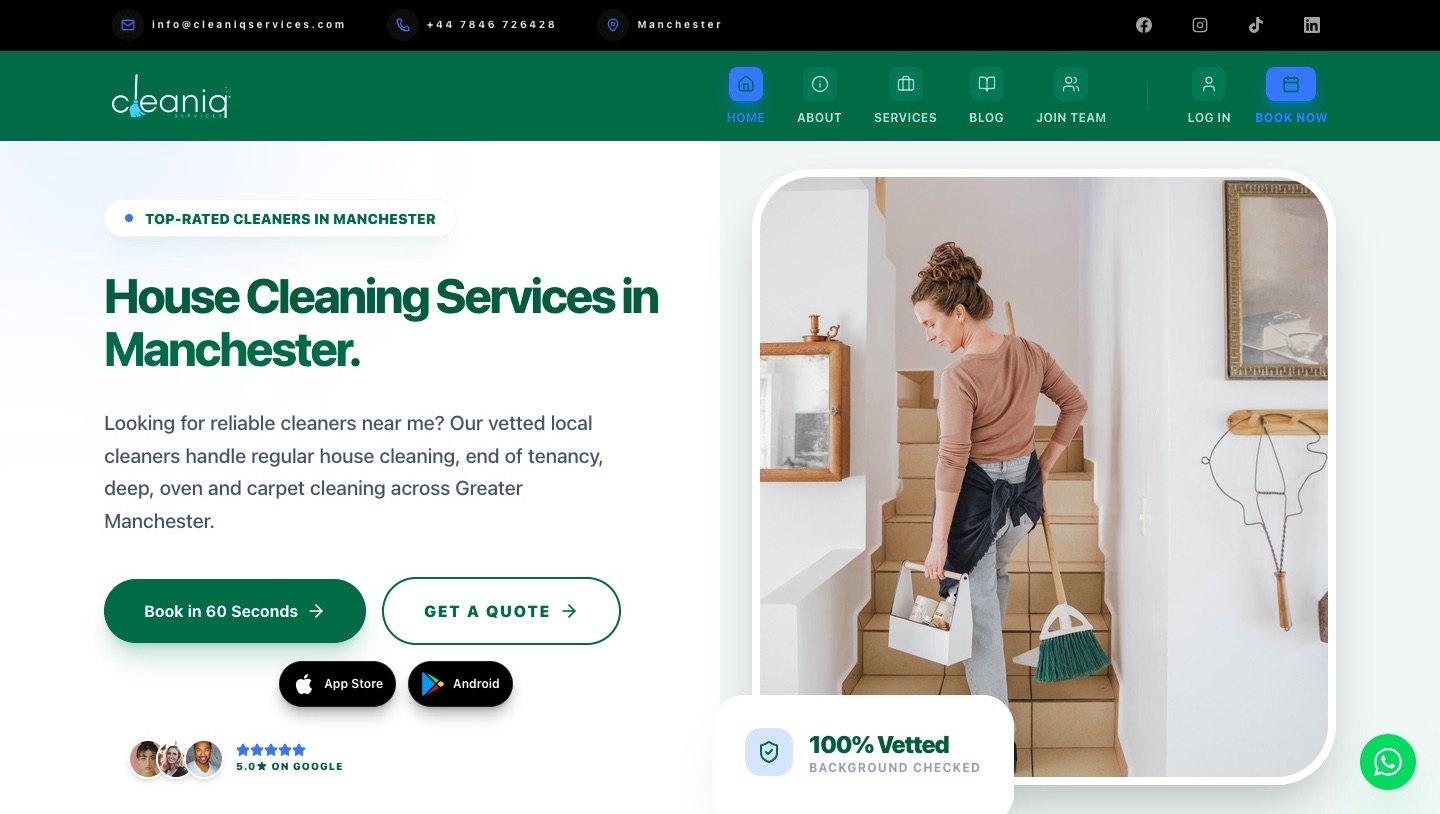 info@cleaniqservices.com
+44 7846 726428
Manchester
cleaniq
SERVICES
HOME
ABOUT
SERVICES
BLOG
JOIN TEAM
LOG IN
BOOK NOW
TOP-RATED CLEANERS IN MANCHESTER
House Cleaning Services in
Manchester.
Looking for reliable cleaners near me? Our vetted local
cleaners handle regular house cleaning, end of tenancy,
deep, oven and carpet cleaning across Greater
Manchester.
Book in 60 Seconds
GET A QUOTE
App Store
Android
5.0★ ON GOOGLE
100% Vetted
BACKGROUND CHECKED